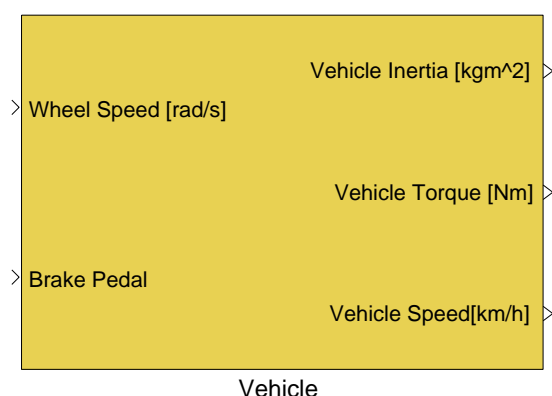 Vehicle Inertia [kgm^2]
Wheel Speed [rad/s]
Vehicle Torque [Nm]
Brake Pedal
Vehicle Speed[km/h]
Vehicle